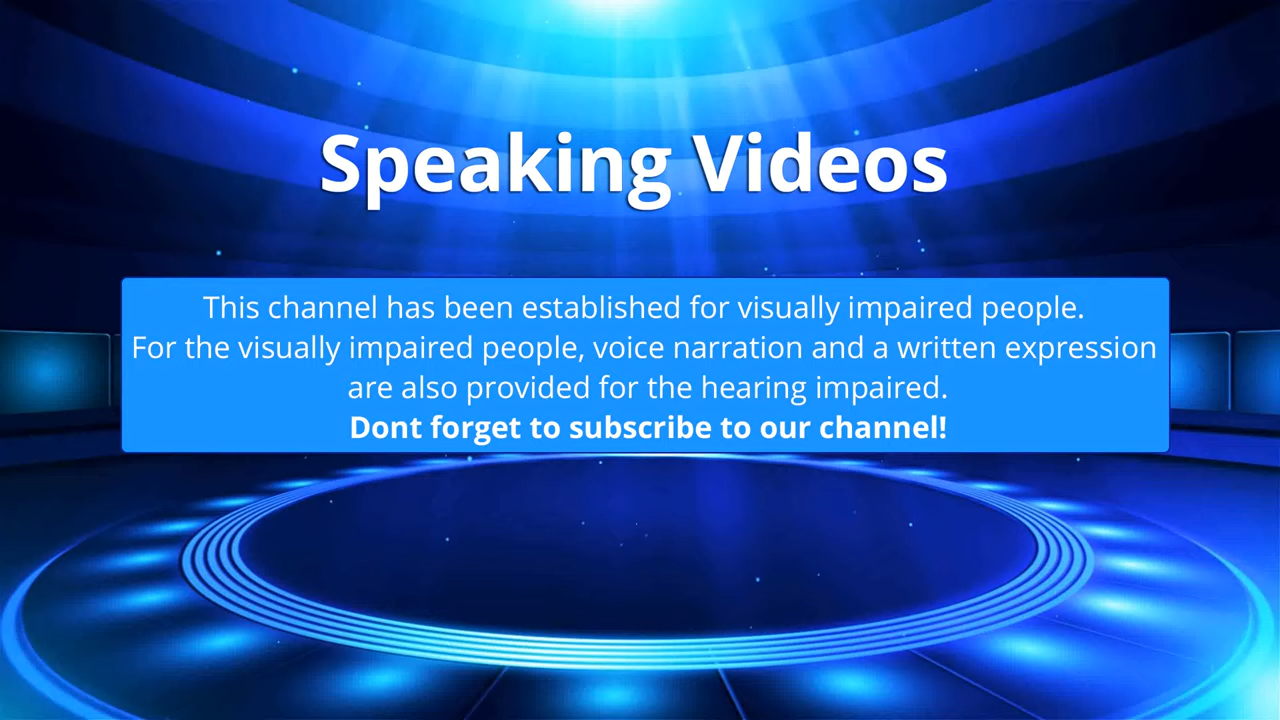 Speaking Videos
This channel has been established for visually impaired people.
For the visually impaired people, voice narration and a written expression
are also provided for the hearing impaired.
Dont forget to subscribe to our channel!